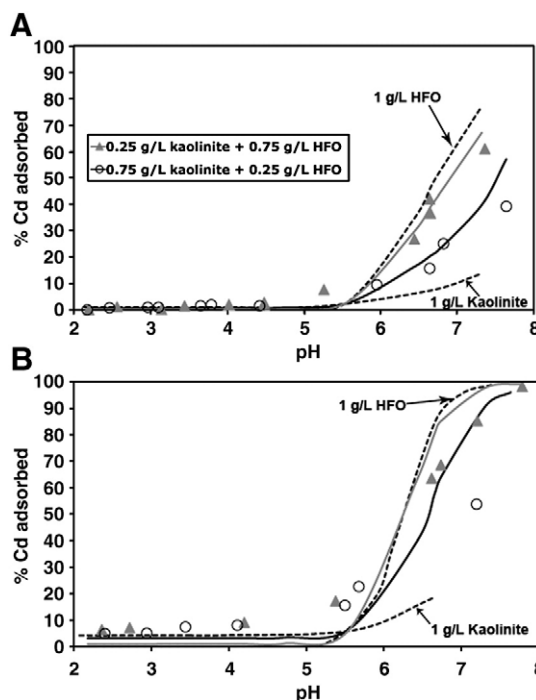 A
100
90
80
70
60
50
40
30
20
10
0
% Cd adsorbed
1 g/L HFO
0.25 g/L kaolinite + 0.75 g/L HFO
0.75 g/L kaolinite + 0.25 g/L HFO
1 g/L Kaolinite
2 3 4 5 6 7 8
pH
B
100
90
80
70
60
50
40
30
20
10
0
% Cd adsorbed
1 g/L HFO
1 g/L Kaolinite
2 3 4 5 6 7 8
pH